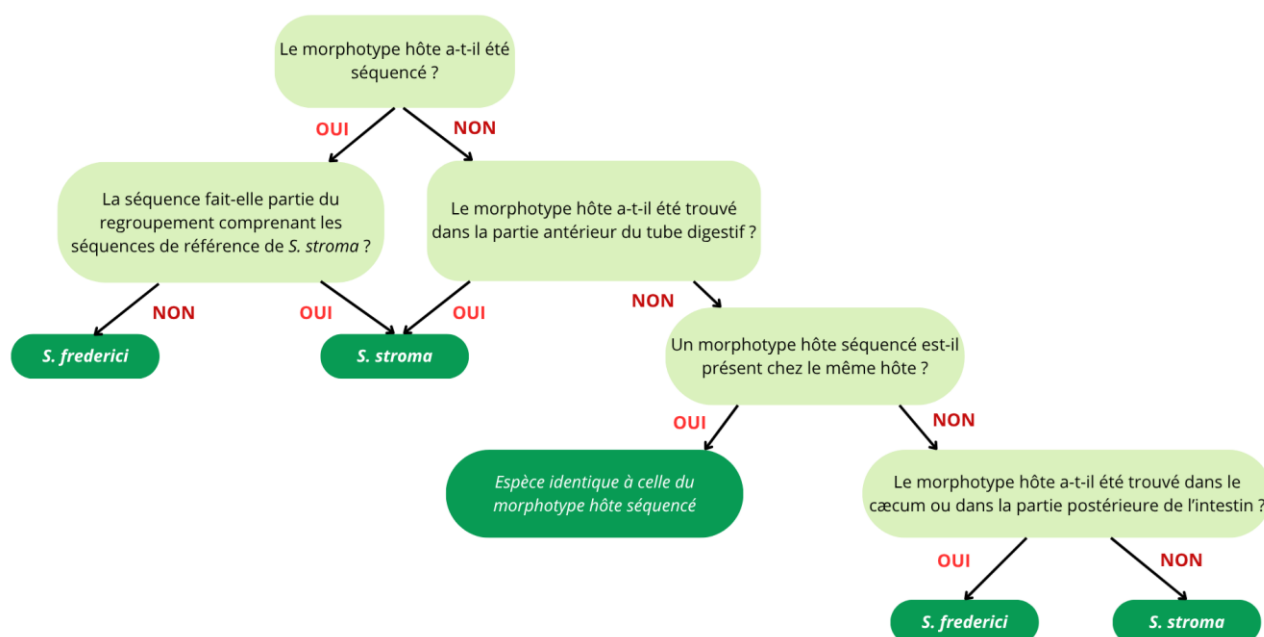 Le morphotype hôte a-t-il été
séquencé ?
OUI
NON
La séquence fait-elle partie du
regroupement comprenant les
séquences de référence de S. stroma ?
Le morphotype hôte a-t-il été trouvé
dans la partie antérieur du tube digestif ?
NON
OUI
OUI
NON
S. frederici
S. stroma
Un morphotype hôte séquencé est-il
présent chez le même hôte ?
OUI
NON
Espèce identique à celle du
morphotype hôte séquencé
Le morphotype hôte a-t-il été trouvé dans le
cæcum ou dans la partie postérieure de l'intestin ?
OUI
NON
S. frederici
S. stroma